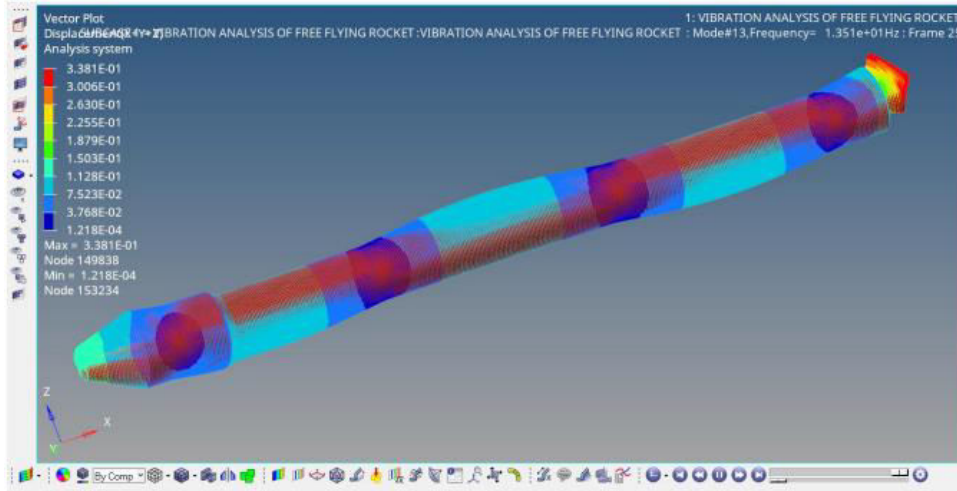 Vector Plot
1: VIBRATION ANALYSIS OF FREE FLYING ROCKET
VIBRATION ANALYSIS OF FREE FLYING ROCKET :VIBRATION ANALYSIS OF FREE FLYING ROCKET : Mode#13,Frequency= 1.351e+01Hz : Frame 25
Analysis system
3.381E-01
3.006E-01
2.630E-01
2.255E-01
1.879E-01
1.503E-01
1.128E-01
7.523E-02
3.768E-02
1.218E-04
Max = 3.381E-01
Node 149838
Min = 1.218E-04
Node 153234
Z
X
Y
By Comp